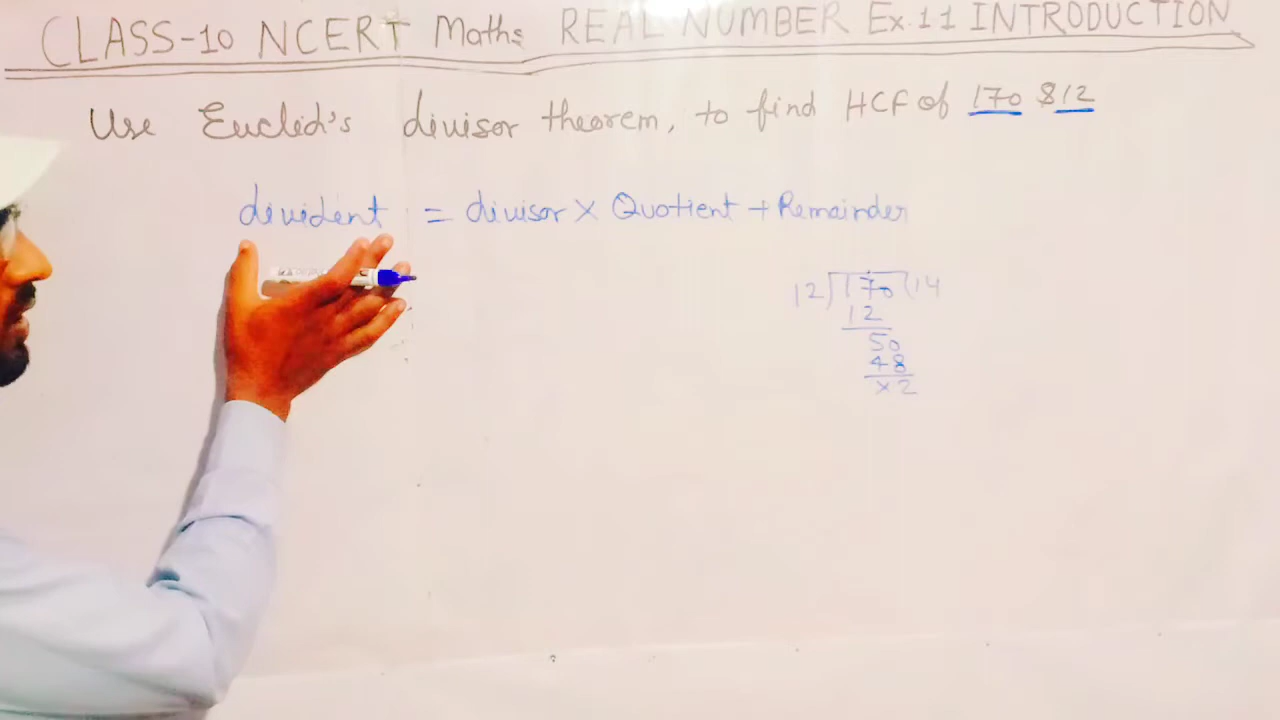 CLASS-10 NCERT Maths REAL NUMBER Ex.1.1 INTRODUCTION
Use Euclid's divisor theorem, to find HCF of 170 & 12
divident = divisor × Quotient + Remainder
12)170(14
12
50
48
×2